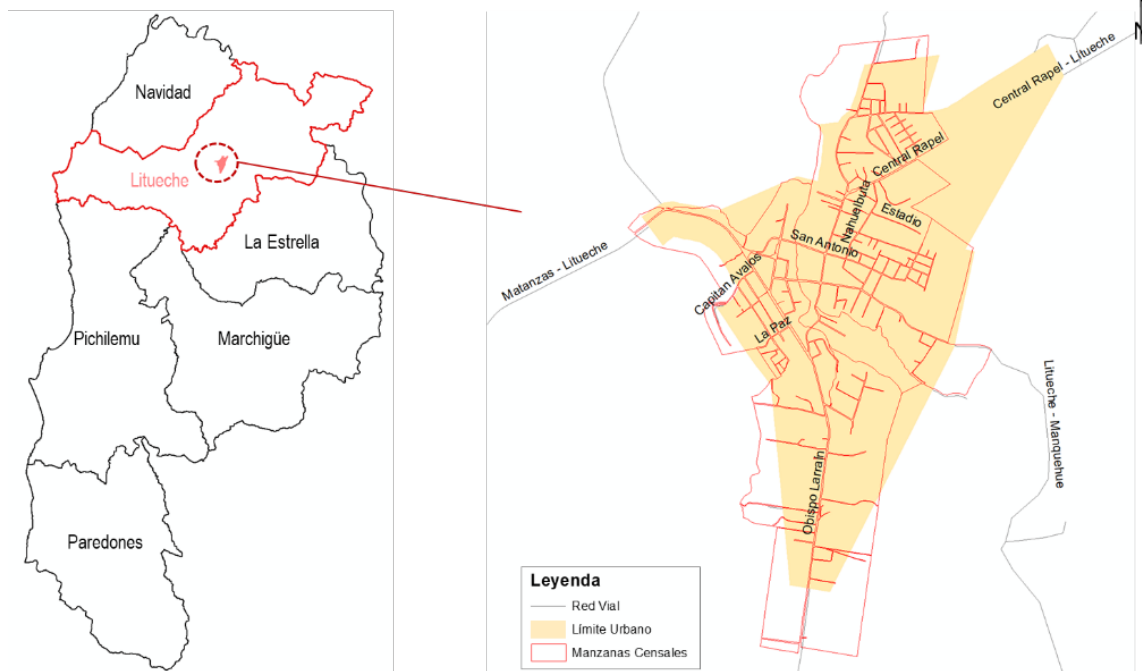 Navidad
Litueche
La Estrella
Pichilemu
Marchigüe
Paredones
Central Rapel - Litueche
Central Rapel
Nahuelbuta
Estadio
San Antonio
Matanzas - Litueche
Capitan Avalos
La Paz
Litueche - Manquehue
Obispo Larraín
Leyenda
Red Vial
Límite Urbano
Manzanas Censales